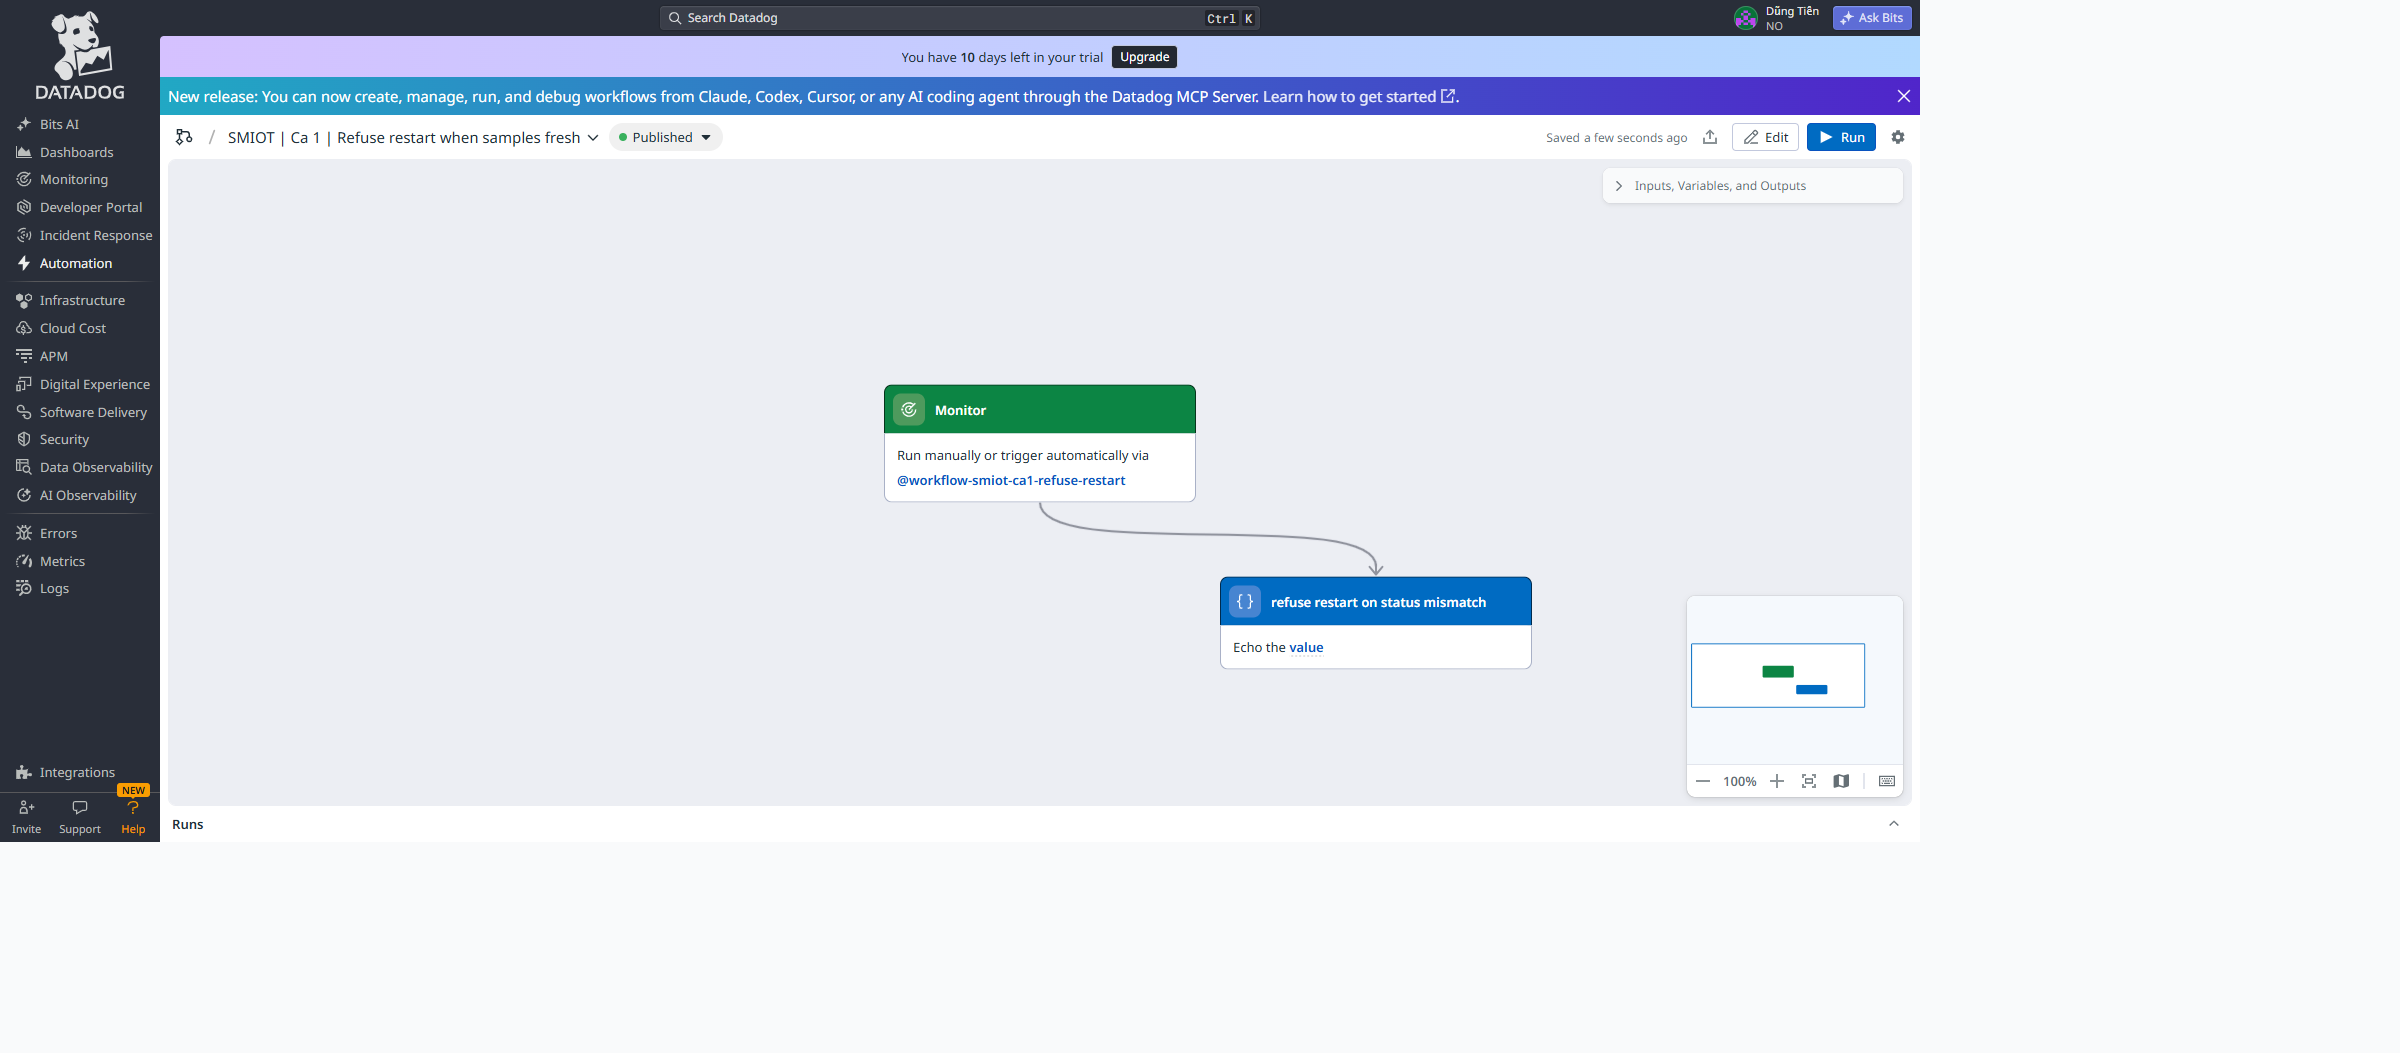 DATADOG
Search Datadog
Ctrl K
Dũng Tiến
NO
Ask Bits
You have 10 days left in your trial
Upgrade
New release: You can now create, manage, run, and debug workflows from Claude, Codex, Cursor, or any AI coding agent through the Datadog MCP Server. Learn how to get started.
Bits AI
Dashboards
Monitoring
Developer Portal
Incident Response
Automation
Infrastructure
Cloud Cost
APM
Digital Experience
Software Delivery
Security
Data Observability
AI Observability
Errors
Metrics
Logs
Integrations
NEW
Invite
Support
Help
/ SMIOT | Ca 1 | Refuse restart when samples fresh
Published
Saved a few seconds ago
Edit
Run
Inputs, Variables, and Outputs
Monitor
Run manually or trigger automatically via
@workflow-smiot-ca1-refuse-restart
refuse restart on status mismatch
Echo the value
100%
Runs